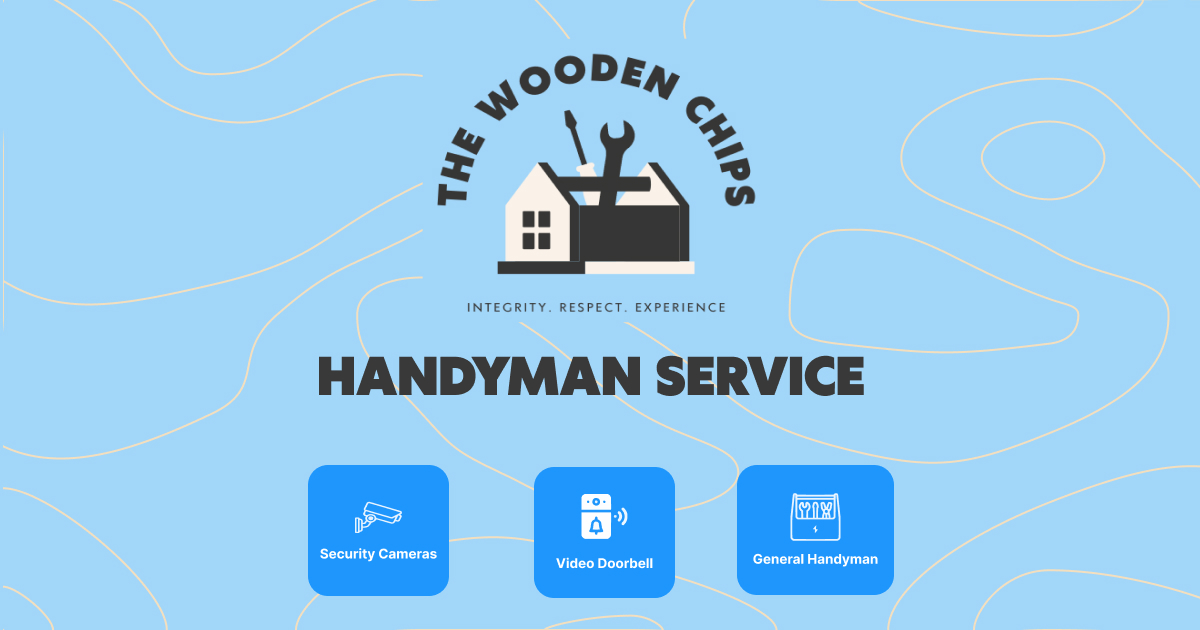 THE WOODEN CHIPS
INTEGRITY. RESPECT. EXPERIENCE
HANDYMAN SERVICE
Security Cameras
Video Doorbell
General Handyman